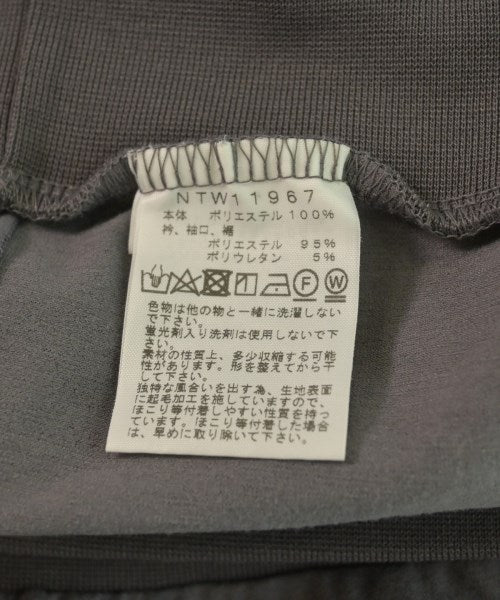 NTW11967
本体 ポリエステル 100%
衿、袖口、裾
ポリエステル 95%
ポリウレタン 5%
F W
色物は他の物と一緒に洗濯しない
で下さい。
蛍光剤入り洗剤は使用しないで下
さい。
素材の性質上、多少収縮する可能
性があります。形を整えてから干
して下さい。
独特な風合いを出す為、生地表面
に起毛加工を施していますので、
ほこり等付着しやすい性質を持っ
ています。ほこり等付着した場合
は、早めに取り除いて下さい。